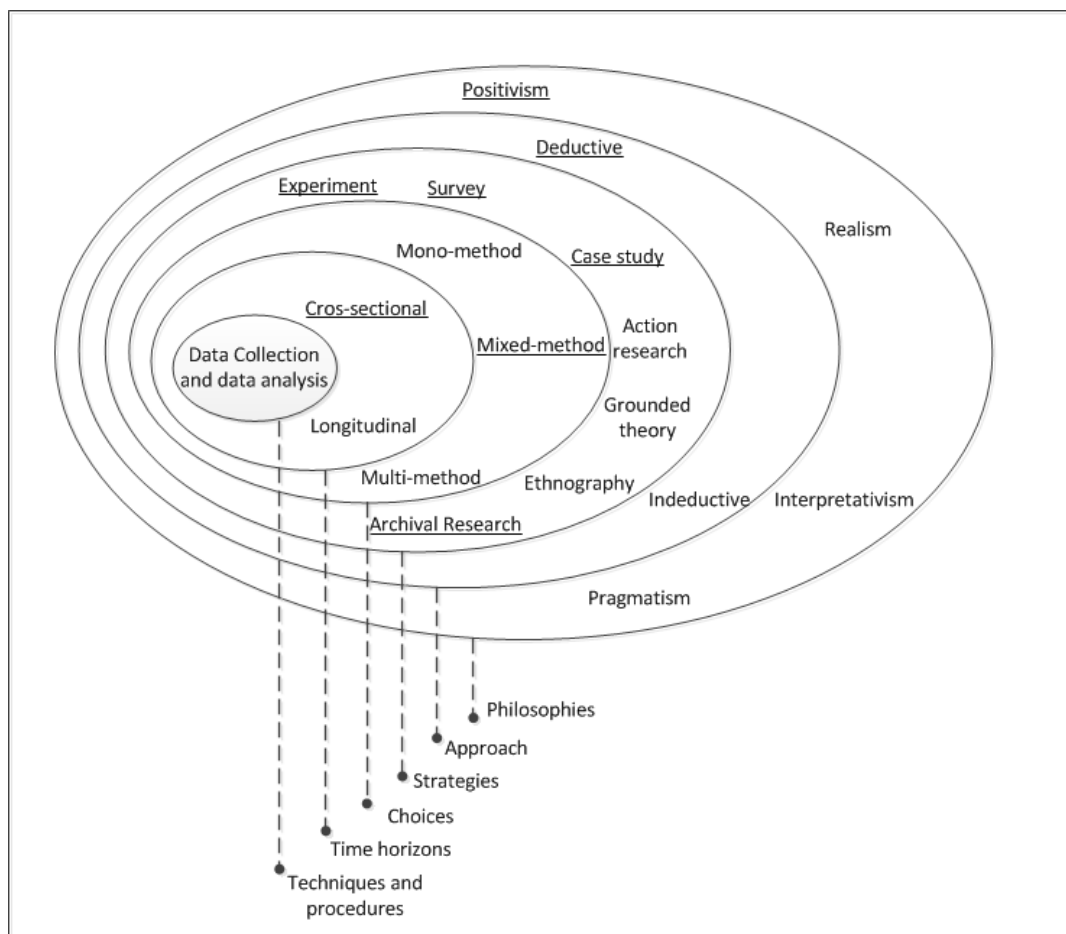 Positivism
Deductive
Experiment
Survey
Realism
Mono-method
Case study
Cros-sectional
Action
research
Mixed-method
Data Collection
and data analysis
Grounded
theory
Longitudinal
Multi-method
Ethnography
Indeductive
Interpretativism
Archival Research
Pragmatism
Philosophies
Approach
Strategies
Choices
Time horizons
Techniques and
procedures